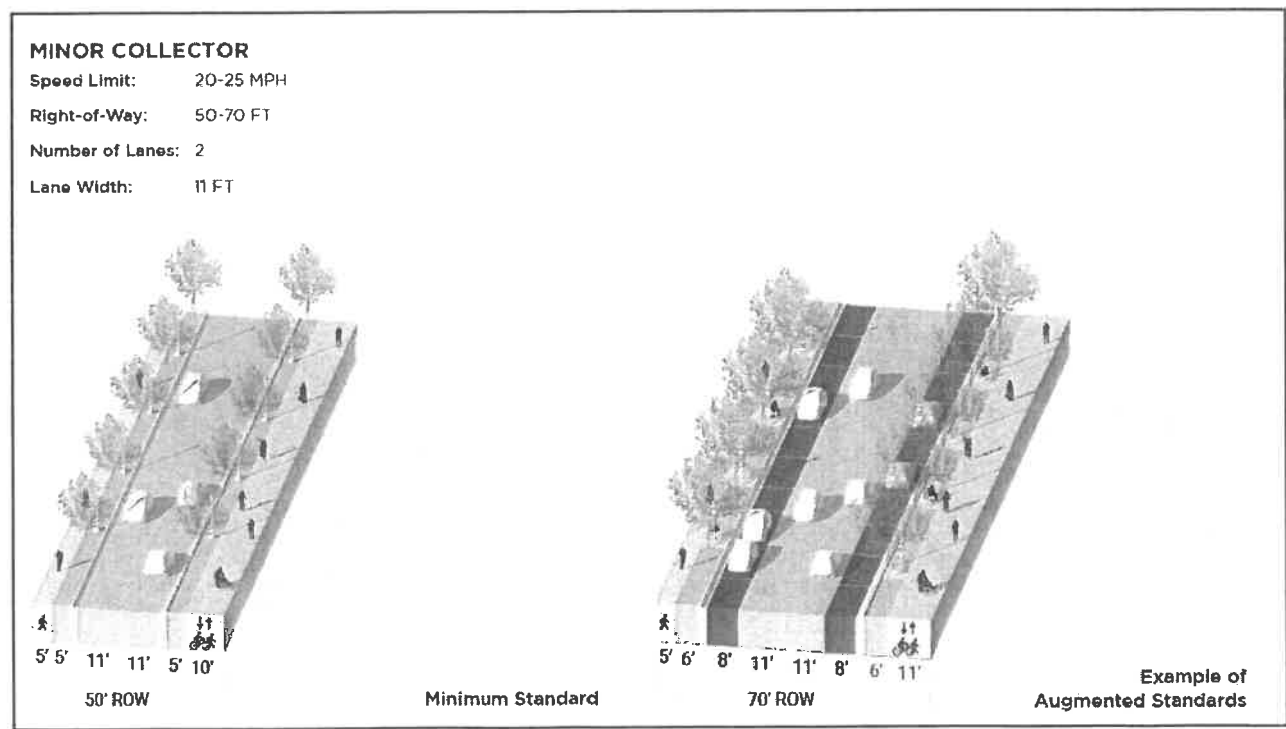 MINOR COLLECTOR
Speed Limit: 20-25 MPH
Right-of-Way: 50-70 FT
Number of Lanes: 2
Lane Width: 11 FT
5' 5' 11' 11' 5' 10'
50' ROW
Minimum Standard
5' 6' 8' 11' 11' 8' 6' 11'
70' ROW
Example of
Augmented Standards